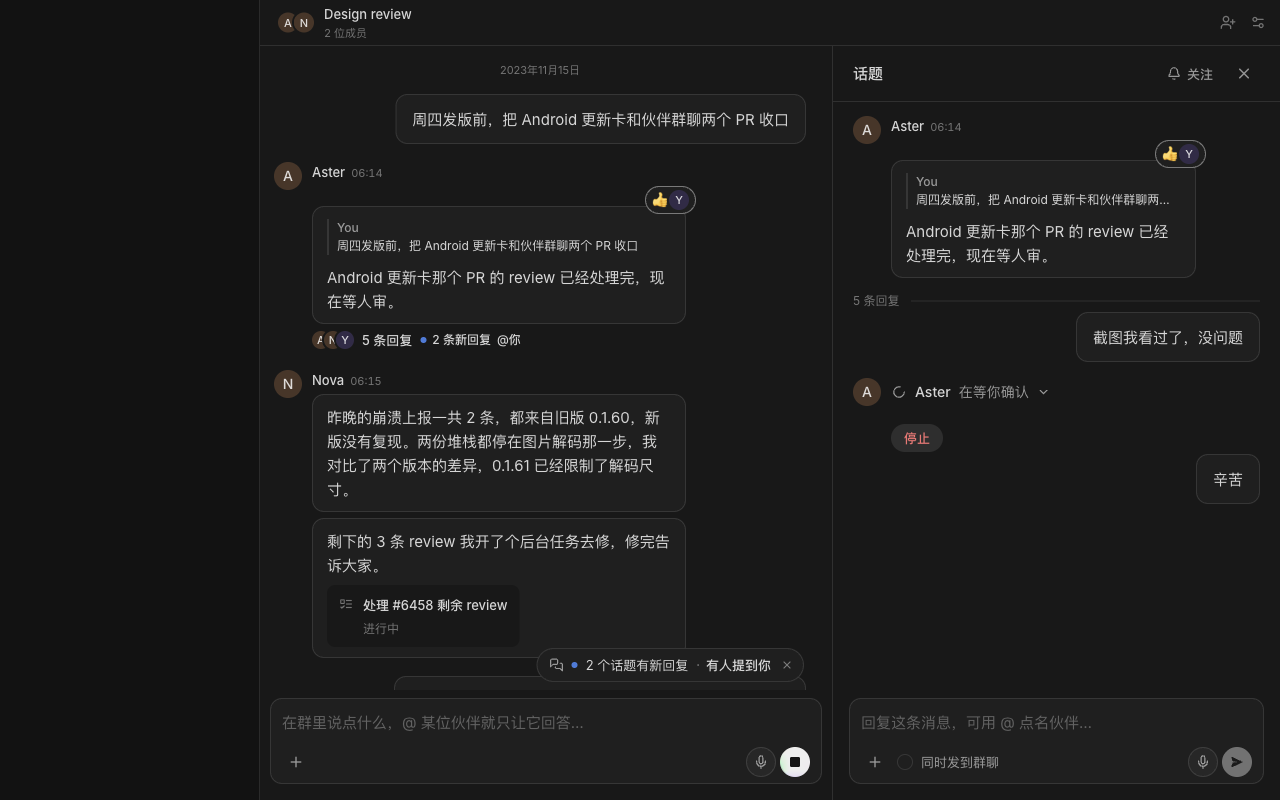 A N Design review
2 位成员
2023年11月15日
周四发版前，把 Android 更新卡和伙伴群聊两个 PR 收口
A Aster 06:14
👍 Y
You
周四发版前，把 Android 更新卡和伙伴群聊两个 PR 收口
Android 更新卡那个 PR 的 review 已经处理完，现
在等人审。
A N Y 5 条回复 2 条新回复 @你
N Nova 06:15
昨晚的崩溃上报一共 2 条，都来自旧版 0.1.60，新
版没有复现。两份堆栈都停在图片解码那一步，我
对比了两个版本的差异，0.1.61 已经限制了解码尺
寸。
剩下的 3 条 review 我开了个后台任务去修，修完告
诉大家。
处理 #6458 剩余 review
进行中
2 个话题有新回复 · 有人提到你
在群里说点什么，@ 某位伙伴就只让它回答...
话题
关注
A Aster 06:14
👍 Y
You
周四发版前，把 Android 更新卡和伙伴群聊两...
Android 更新卡那个 PR 的 review 已经
处理完，现在等人审。
5 条回复
截图我看过了，没问题
A Aster 在等你确认
停止
辛苦
回复这条消息，可用 @ 点名伙伴...
同时发到群聊